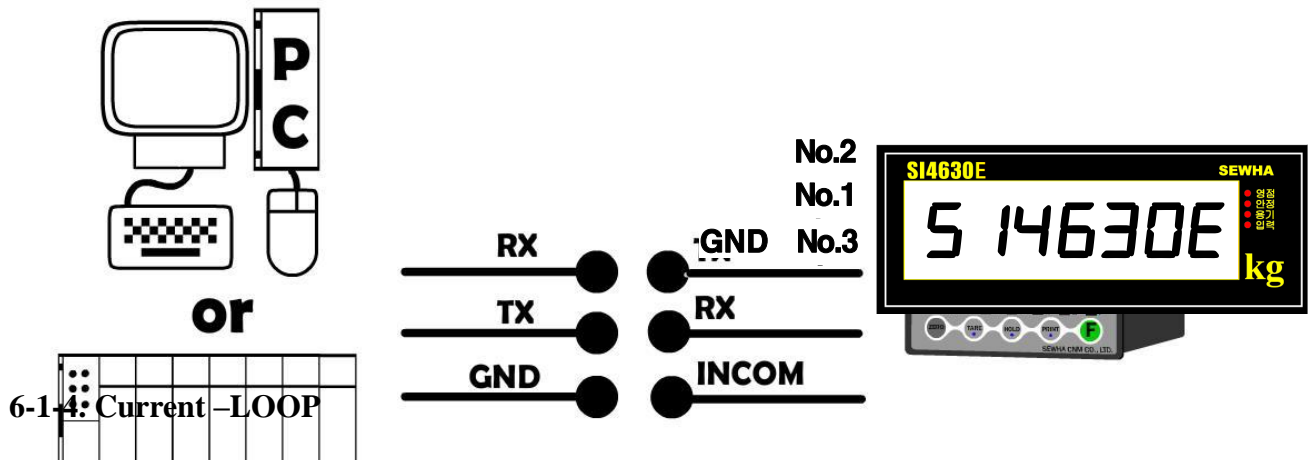 P
C
No.2
No.1
SI4630E SEWHA
영점
안정
용기
입력
SI4630E
kg
RX GND No.3
or
TX RX
ZERO TARE HOLD POINT F
SEWHA CNM CO., LTD.
GND INCOM
6-1-4. Current –LOOP